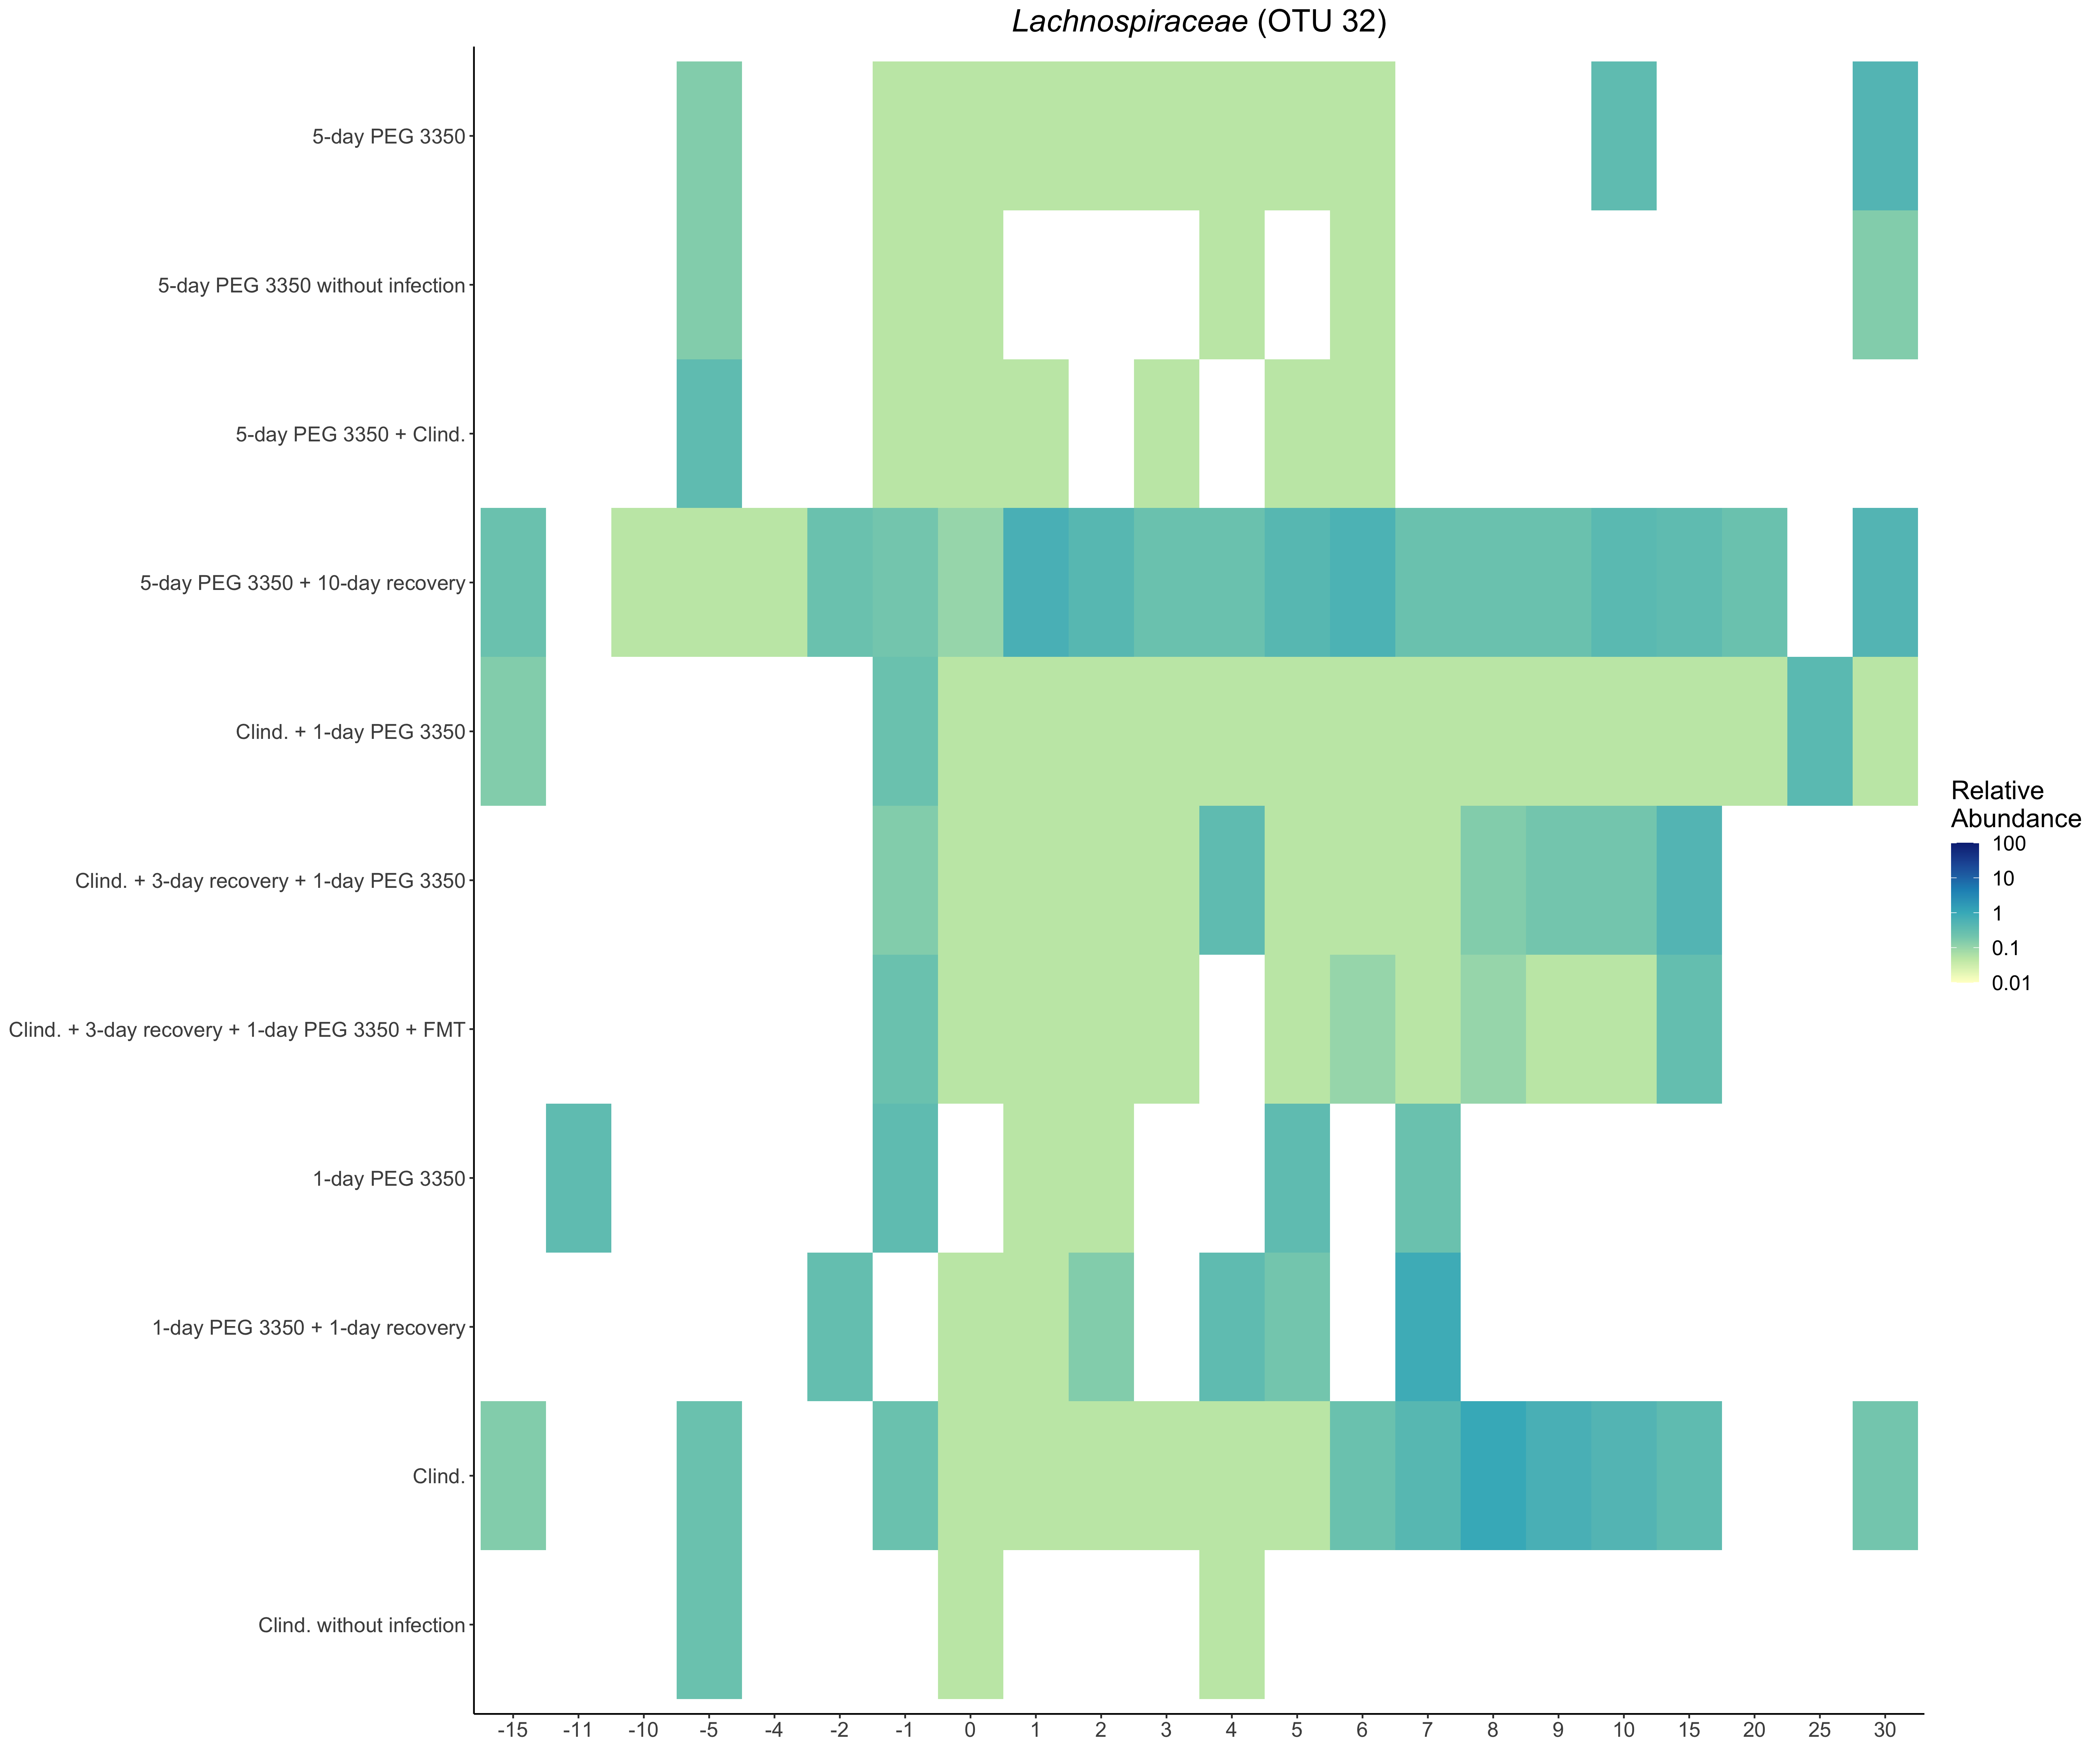 Lachnospiraceae (OTU 32)
5-day PEG 3350
5-day PEG 3350 without infection
5-day PEG 3350 + Clind.
5-day PEG 3350 + 10-day recovery
Clind. + 1-day PEG 3350
Clind. + 3-day recovery + 1-day PEG 3350
Clind. + 3-day recovery + 1-day PEG 3350 + FMT
1-day PEG 3350
1-day PEG 3350 + 1-day recovery
Clind.
Clind. without infection
-15 -11 -10 -5 -4 -2 -1 0 1 2 3 4 5 6 7 8 9 10 15 20 25 30
Relative
Abundance
100
10
1
0.1
0.01